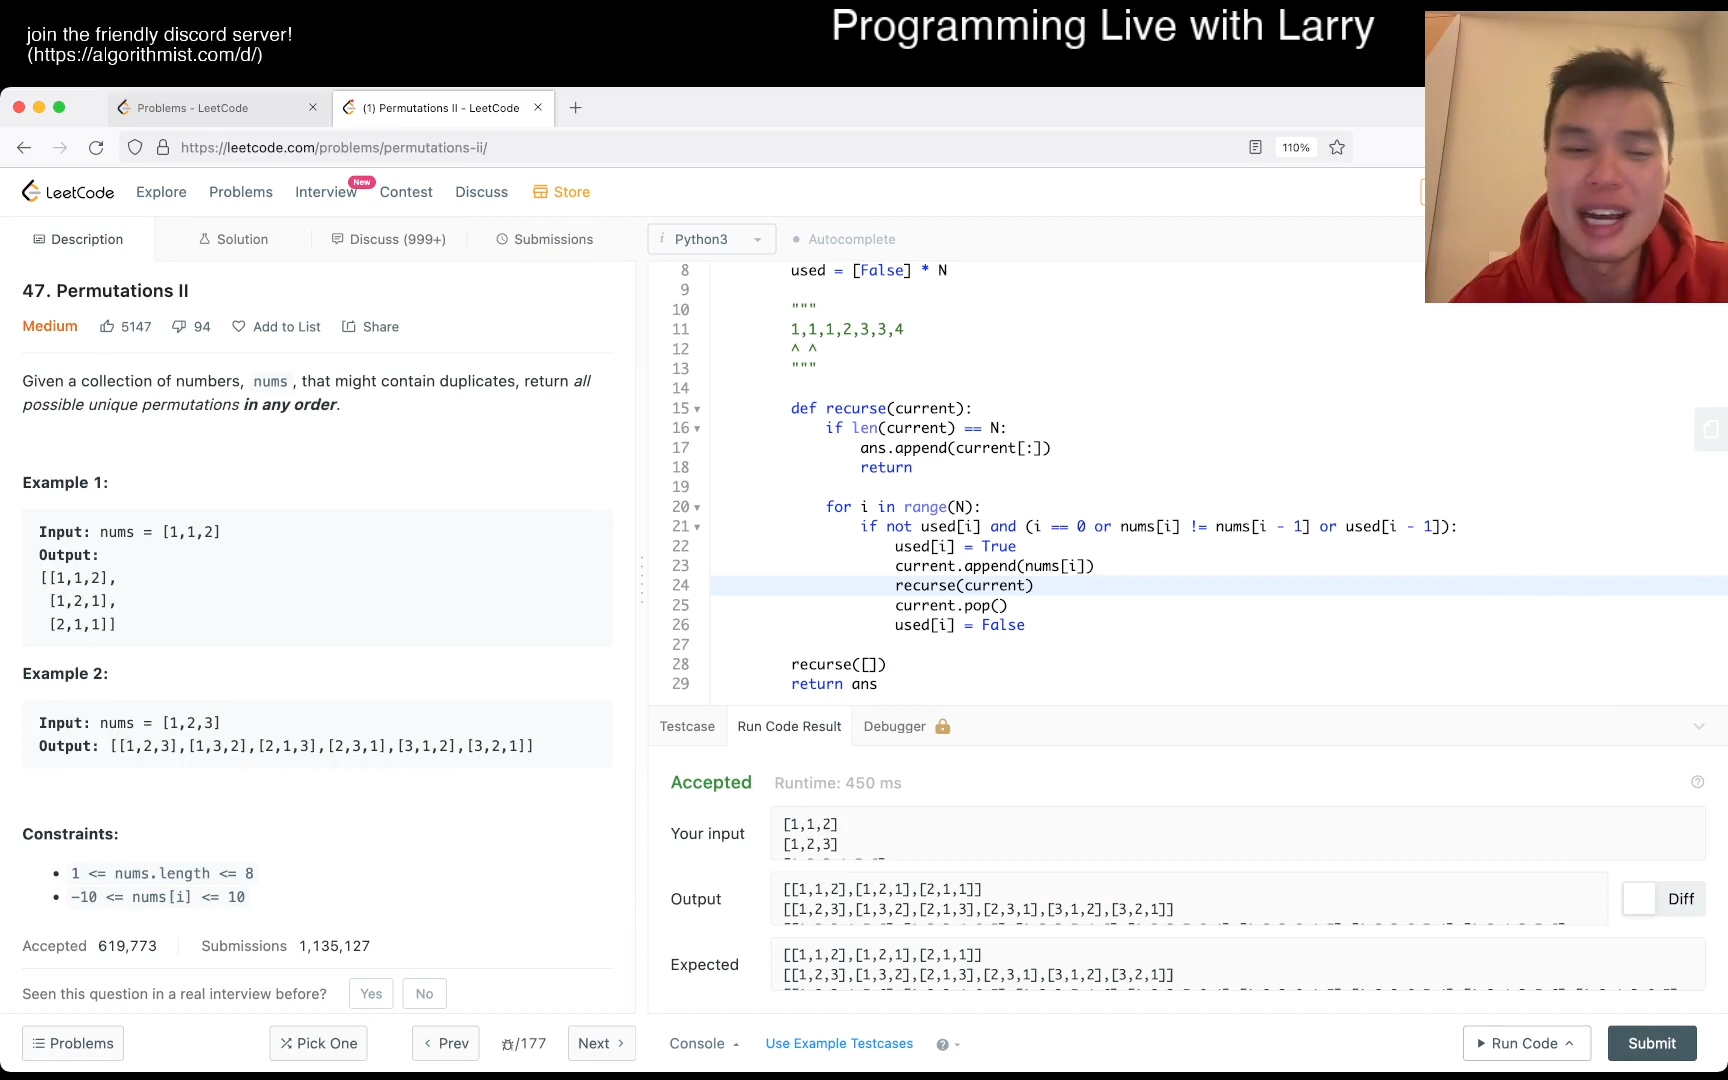 join the friendly discord server!
(https://algorithmist.com/d/)
Programming Live with Larry
Problems - LeetCode
(1) Permutations II - LeetCode
https://leetcode.com/problems/permutations-ii/
110%
LeetCode Explore Problems Interview New Contest Discuss Store
Description Solution Discuss (999+) Submissions
47. Permutations II
Medium 5147 94 Add to List Share
Given a collection of numbers, nums, that might contain duplicates, return all
possible unique permutations in any order.
Example 1:
Input: nums = [1,1,2]
Output:
[[1,1,2],
[1,2,1],
[2,1,1]]
Example 2:
Input: nums = [1,2,3]
Output: [[1,2,3],[1,3,2],[2,1,3],[2,3,1],[3,1,2],[3,2,1]]
Constraints:
• 1 <= nums.length <= 8
• -10 <= nums[i] <= 10
Accepted 619,773 Submissions 1,135,127
Seen this question in a real interview before? Yes No
Problems Pick One < Prev /177 Next >
i Python3 Autocomplete
8 used = [False] * N
9
10 """
11 1,1,1,2,3,3,4
12 ^ ^
13 """
14
15 def recurse(current):
16 if len(current) == N:
17 ans.append(current[:])
18 return
19
20 for i in range(N):
21 if not used[i] and (i == 0 or nums[i] != nums[i - 1] or used[i - 1]):
22 used[i] = True
23 current.append(nums[i])
24 recurse(current)
25 current.pop()
26 used[i] = False
27
28 recurse([])
29 return ans
Testcase Run Code Result Debugger
Accepted Runtime: 450 ms
Your input
[1,1,2]
[1,2,3]
Output
[[1,1,2],[1,2,1],[2,1,1]]
[[1,2,3],[1,3,2],[2,1,3],[2,3,1],[3,1,2],[3,2,1]]
Diff
Expected
[[1,1,2],[1,2,1],[2,1,1]]
[[1,2,3],[1,3,2],[2,1,3],[2,3,1],[3,1,2],[3,2,1]]
Console Use Example Testcases Run Code Submit